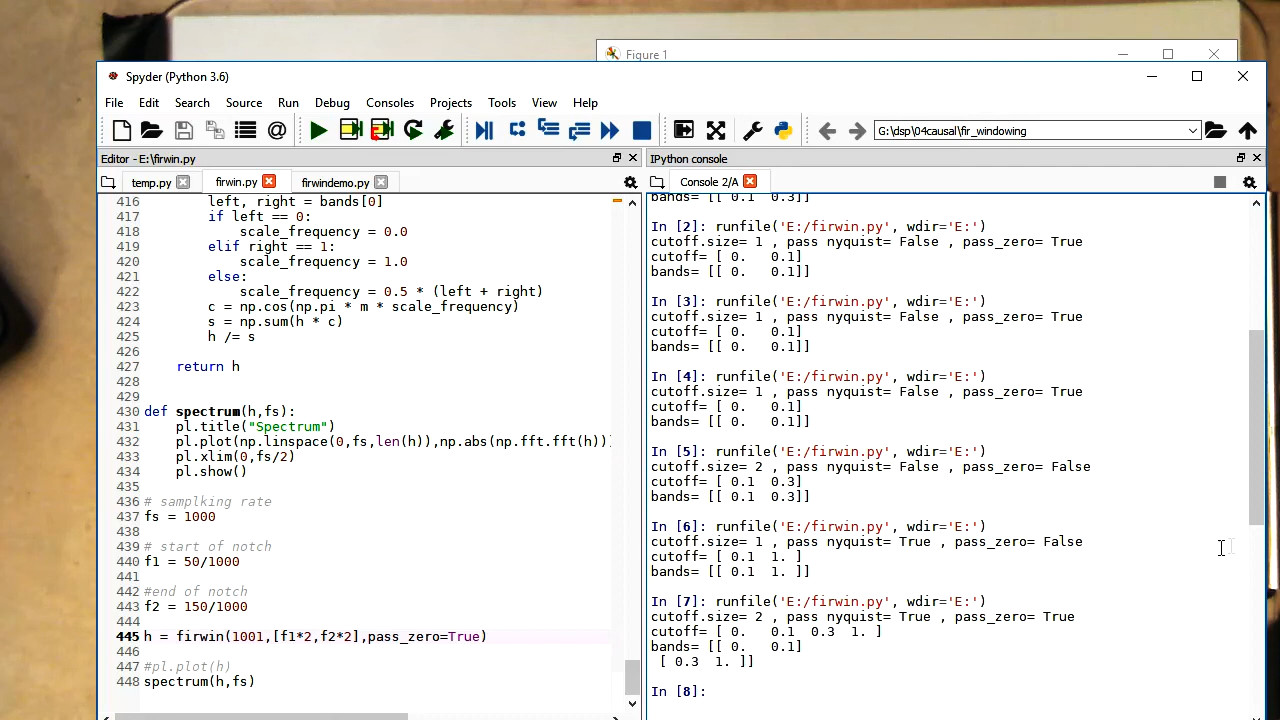 Figure 1
Spyder (Python 3.6)
File Edit Search Source Run Debug Consoles Projects Tools View Help
G:\dsp\04causal\fir_windowing
Editor - E:\firwin.py
temp.py firwin.py firwindemo.py
416 left, right = bands[0]
417 if left == 0:
418 scale_frequency = 0.0
419 elif right == 1:
420 scale_frequency = 1.0
421 else:
422 scale_frequency = 0.5 * (left + right)
423 c = np.cos(np.pi * m * scale_frequency)
424 s = np.sum(h * c)
425 h /= s
426
427 return h
428
429
430 def spectrum(h,fs):
431 pl.title("Spectrum")
432 pl.plot(np.linspace(0,fs,len(h)),np.abs(np.fft.fft(h))
433 pl.xlim(0,fs/2)
434 pl.show()
435
436 # samplking rate
437 fs = 1000
438
439 # start of notch
440 f1 = 50/1000
441
442 #end of notch
443 f2 = 150/1000
444
445 h = firwin(1001,[f1*2,f2*2],pass_zero=True)
446
447 #pl.plot(h)
448 spectrum(h,fs)
IPython console
Console 2/A
bands= [[ 0.1 0.3]]
In [2]: runfile('E:/firwin.py', wdir='E:')
cutoff.size= 1 , pass nyquist= False , pass_zero= True
cutoff= [ 0. 0.1]
bands= [[ 0. 0.1]]
In [3]: runfile('E:/firwin.py', wdir='E:')
cutoff.size= 1 , pass nyquist= False , pass_zero= True
cutoff= [ 0. 0.1]
bands= [[ 0. 0.1]]
In [4]: runfile('E:/firwin.py', wdir='E:')
cutoff.size= 1 , pass nyquist= False , pass_zero= True
cutoff= [ 0. 0.1]
bands= [[ 0. 0.1]]
In [5]: runfile('E:/firwin.py', wdir='E:')
cutoff.size= 2 , pass nyquist= False , pass_zero= False
cutoff= [ 0.1 0.3]
bands= [[ 0.1 0.3]]
In [6]: runfile('E:/firwin.py', wdir='E:')
cutoff.size= 1 , pass nyquist= True , pass_zero= False
cutoff= [ 0.1 1. ]
bands= [[ 0.1 1. ]]
In [7]: runfile('E:/firwin.py', wdir='E:')
cutoff.size= 2 , pass nyquist= True , pass_zero= True
cutoff= [ 0. 0.1 0.3 1. ]
bands= [[ 0. 0.1]
[ 0.3 1. ]]
In [8]: